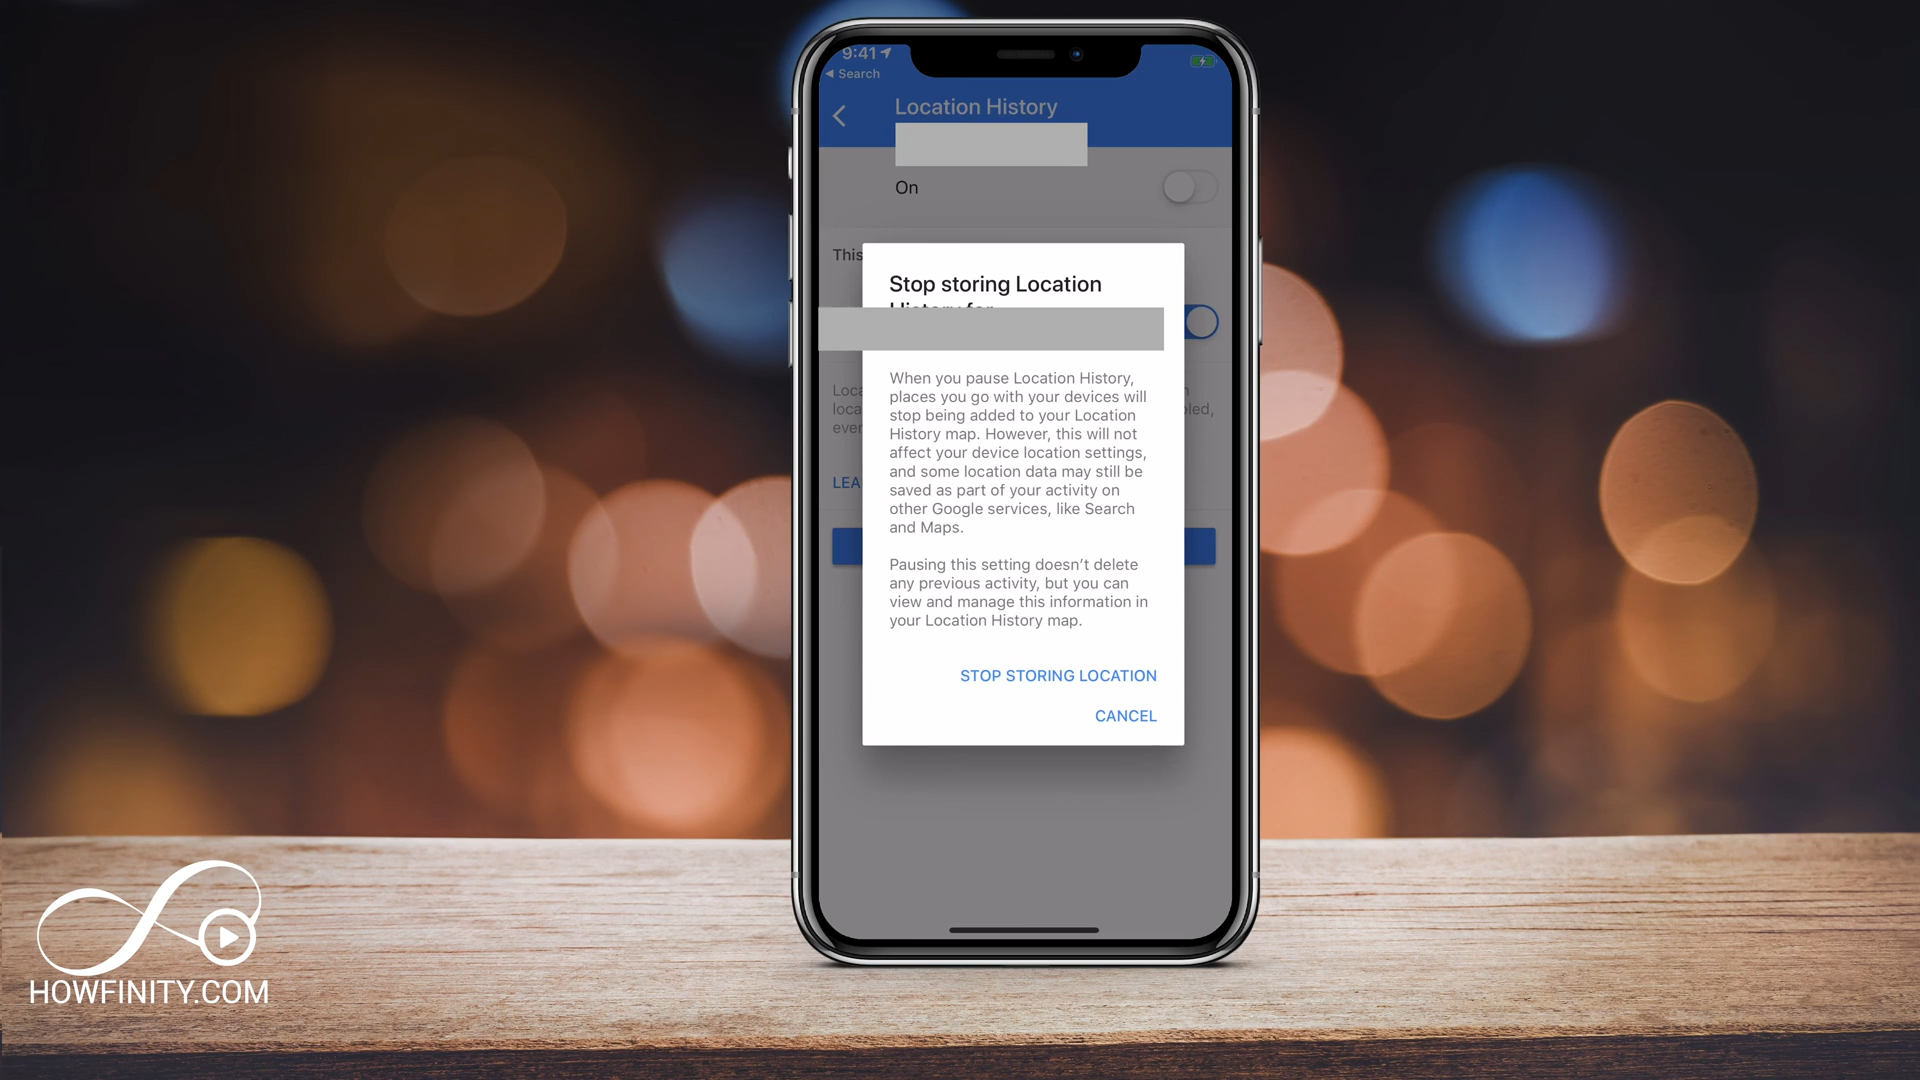 9:41
Search
Location History
On
This
Stop storing Location
History for
Loca
loca
ever
n
bled,
When you pause Location History,
places you go with your devices will
stop being added to your Location
History map. However, this will not
affect your device location settings,
and some location data may still be
saved as part of your activity on
other Google services, like Search
and Maps.
LEA
Pausing this setting doesn't delete
any previous activity, but you can
view and manage this information in
your Location History map.
STOP STORING LOCATION
CANCEL
HOWFINITY.COM